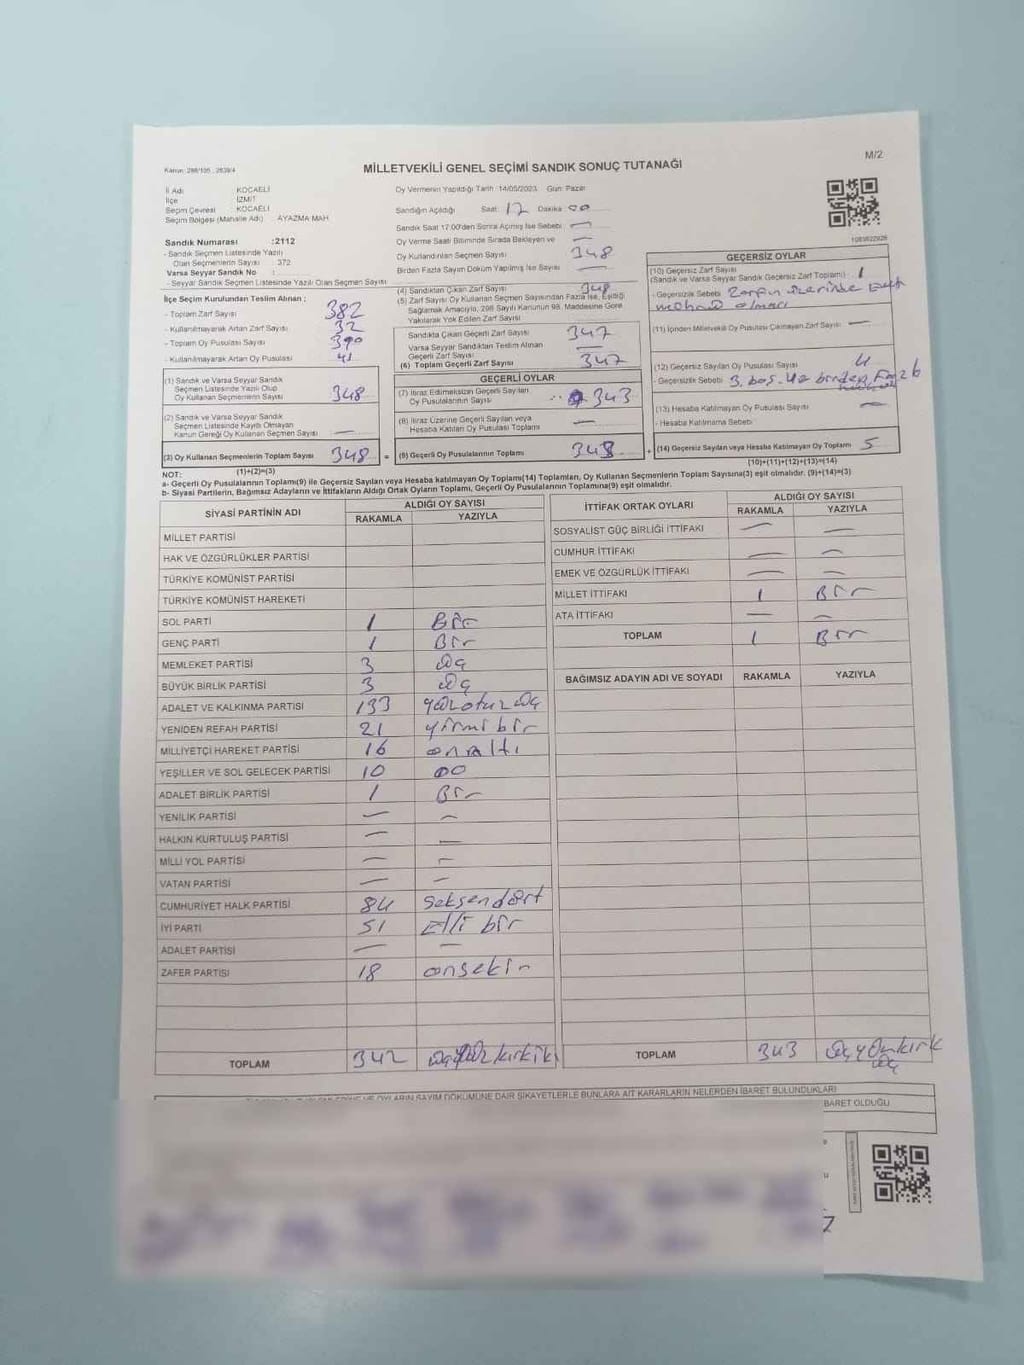 Kanun: 298/105 , 2839/4
MİLLETVEKİLİ GENEL SEÇİMİ SANDIK SONUÇ TUTANAĞI
M/2
İl Adı KOCAELİ
İlçe İZMİT
Seçim Çevresi KOCAELİ
Seçim Bölgesi (Mahalle Adı) : AYAZMA MAH.
Sandık Numarası :2112
- Sandık Seçmen Listesinde Yazılı
Olan Seçmenlerin Sayısı : 372
Varsa Seyyar Sandık No :
- Seyyar Sandık Seçmen Listesinde Yazılı Olan Seçmen Sayısı
İlçe Seçim Kurulundan Teslim Alınan ;
- Toplam Zarf Sayısı 382
- Kullanılmayarak Artan Zarf Sayısı 32
- Toplam Oy Pusulası Sayısı 390
- Kullanılmayarak Artan Oy Pusulası 41
(1) Sandık ve Varsa Seyyar Sandık
Seçmen Listesinde Yazılı Olup
Oy Kullanan Seçmenlerin Sayısı 348
(2) Sandık ve Varsa Seyyar Sandık
Seçmen Listesinde Kayıtlı Olmayan
Kanun Gereği Oy Kullanan Seçmen Sayısı —
(3) Oy Kullanan Seçmenlerin Toplam Sayısı 348 =
(1)+(2)=(3)
Oy Vermenin Yapıldığı Tarih :14/05/2023 Gün: Pazar
Sandığın Açıldığı Saat: 17 Dakika 00
Sandık Saat 17.00'den Sonra Açılmış İse Sebebi —
Oy Verme Saati Bitiminde Sırada Bekleyen ve —
Oy Kullandırılan Seçmen Sayısı 348
Birden Fazla Sayım Döküm Yapılmış İse Sayısı —
(4) Sandıktan Çıkan Zarf Sayısı 348
(5) Zarf Sayısı Oy Kullanan Seçmen Sayısından Fazla İse, Eşitliği
Sağlamak Amacıyla, 298 Sayılı Kanunun 98. Maddesine Göre
Yakılarak Yok Edilen Zarf Sayısı
Sandıkta Çıkan Geçerli Zarf Sayısı 347
Varsa Seyyar Sandıktan Teslim Alınan
Geçerli Zarf Sayısı —
(6) Toplam Geçerli Zarf Sayısı 347
GEÇERLİ OYLAR
(7) İtiraz Edilmeksizin Geçerli Sayılan
Oy Pusulalarının Sayısı 343
(8) İtiraz Üzerine Geçerli Sayılan veya
Hesaba Katılan Oy Pusulası Toplamı —
(9) Geçerli Oy Pusulalarının Toplamı 343 +
1083622926
GEÇERSİZ OYLAR
(10) Geçersiz Zarf Sayısı
(Sandık ve Varsa Seyyar Sandık Geçersiz Zarf Toplamı) 1
- Geçersizlik Sebebi Zarfın üzerinde
olması
(11) İçinden Milletvekili Oy Pusulası Çıkmayan Zarf Sayısı —
(12) Geçersiz Sayılan Oy Pusulası Sayısı 4
- Geçersizlik Sebebi 3 boş.
(13) Hesaba Katılmayan Oy Pusulası Sayısı —
- Hesaba Katılmama Sebebi
(14) Geçersiz Sayılan veya Hesaba Katılmayan Oy Toplamı 5
(10)+(11)+(12)+(13)=(14)
NOT:
a- Geçerli Oy Pusulalarının Toplamı(9) ile Geçersiz Sayılan veya Hesaba katılmayan Oy Toplamı(14) Toplamları, Oy Kullanan Seçmenlerin Toplam Sayısına(3) eşit olmalıdır. (9)+(14)=(3)
b- Siyasi Partilerin, Bağımsız Adayların ve İttifakların Aldığı Ortak Oyların Toplamı, Geçerli Oy Pusulalarının Toplamına(9) eşit olmalıdır.
SİYASİ PARTİNİN ADI ALDIĞI OY SAYISI
RAKAMLA YAZIYLA
MİLLET PARTİSİ
HAK VE ÖZGÜRLÜKLER PARTİSİ
TÜRKİYE KOMÜNİST PARTİSİ
TÜRKİYE KOMÜNİST HAREKETİ
SOL PARTİ 1 Bir
GENÇ PARTİ 1 Bir
MEMLEKET PARTİSİ 3 üç
BÜYÜK BİRLİK PARTİSİ 3 üç
ADALET VE KALKINMA PARTİSİ 133 yüzotuzüç
YENİDEN REFAH PARTİSİ 21 yirmi bir
MİLLİYETÇİ HAREKET PARTİSİ 16 onaltı
YEŞİLLER VE SOL GELECEK PARTİSİ 10 on
ADALET BİRLİK PARTİSİ 1 Bir
YENİLİK PARTİSİ — —
HALKIN KURTULUŞ PARTİSİ — —
MİLLİ YOL PARTİSİ — —
VATAN PARTİSİ — —
CUMHURİYET HALK PARTİSİ 84 seksendört
İYİ PARTİ 51 Elli bir
ADALET PARTİSİ — —
ZAFER PARTİSİ 18 onsekiz
TOPLAM 342 üçyüz kırkiki
İTTİFAK ORTAK OYLARI ALDIĞI OY SAYISI
RAKAMLA YAZIYLA
SOSYALİST GÜÇ BİRLİĞİ İTTİFAKI — —
CUMHUR İTTİFAKI — —
EMEK VE ÖZGÜRLÜK İTTİFAKI — —
MİLLET İTTİFAKI 1 Bir
ATA İTTİFAKI — —
TOPLAM 1 Bir
BAĞIMSIZ ADAYIN ADI VE SOYADI RAKAMLA YAZIYLA
TOPLAM 343 üçyüzkırk
üç
OYLARIN SAYIM DÖKÜMÜNE DAİR ŞİKAYETLERLE BUNLARA AİT KARARLARIN NELERDEN İBARET BULUNDUKLARI
BARET OLDUĞU